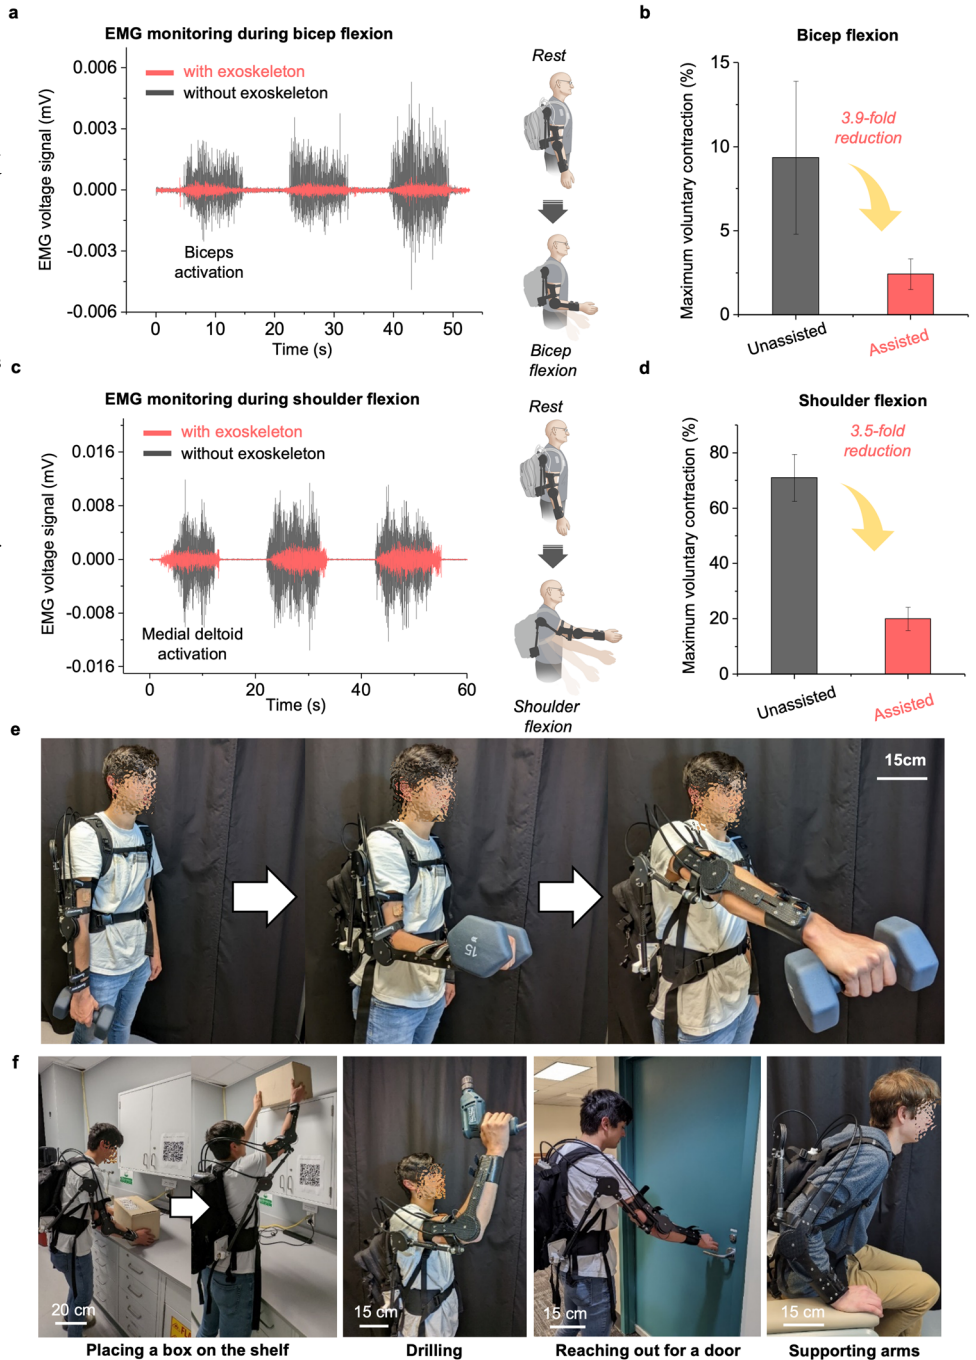 a
EMG monitoring during bicep flexion
EMG voltage signal (mV)
0.006
0.003
0.000
-0.003
-0.006
with exoskeleton
without exoskeleton
Biceps
activation
0 10 20 30 40 50
Time (s)
Rest
Bicep
flexion
b
Bicep flexion
Maximum voluntary contraction (%)
15
10
5
0
3.9-fold
reduction
Unassisted
Assisted
c
EMG monitoring during shoulder flexion
EMG voltage signal (mV)
0.016
0.008
0.000
-0.008
-0.016
with exoskeleton
without exoskeleton
Medial deltoid
activation
0 20 40 60
Time (s)
Rest
Shoulder
flexion
d
Shoulder flexion
Maximum voluntary contraction (%)
80
60
40
20
0
3.5-fold
reduction
Unassisted
Assisted
e
15cm
15
f
20 cm
15 cm
15 cm
15 cm
Placing a box on the shelf
Drilling
Reaching out for a door
Supporting arms